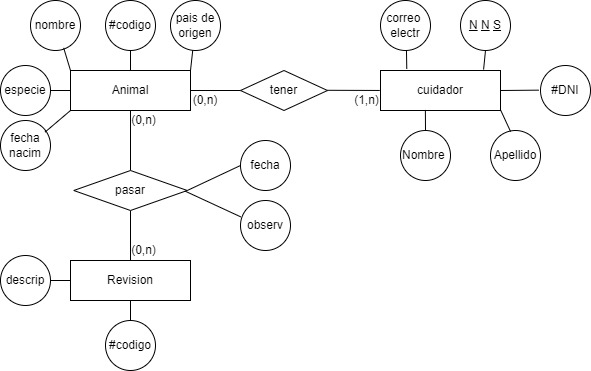 nombre
#codigo
pais de
origen
correo
electr
N N S
especie
Animal
(0,n)
tener
(1,n)
cuidador
#DNI
(0,n)
fecha
nacim
Nombre
Apellido
pasar
fecha
observ
(0,n)
descrip
Revision
#codigo